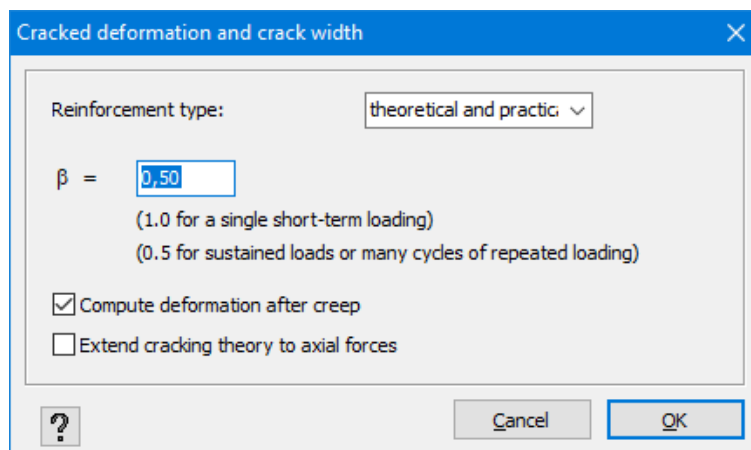 Cracked deformation and crack width
Reinforcement type: theoretical and practic
β = 0,50
(1.0 for a single short-term loading)
(0.5 for sustained loads or many cycles of repeated loading)
Compute deformation after creep
Extend cracking theory to axial forces
? Cancel OK